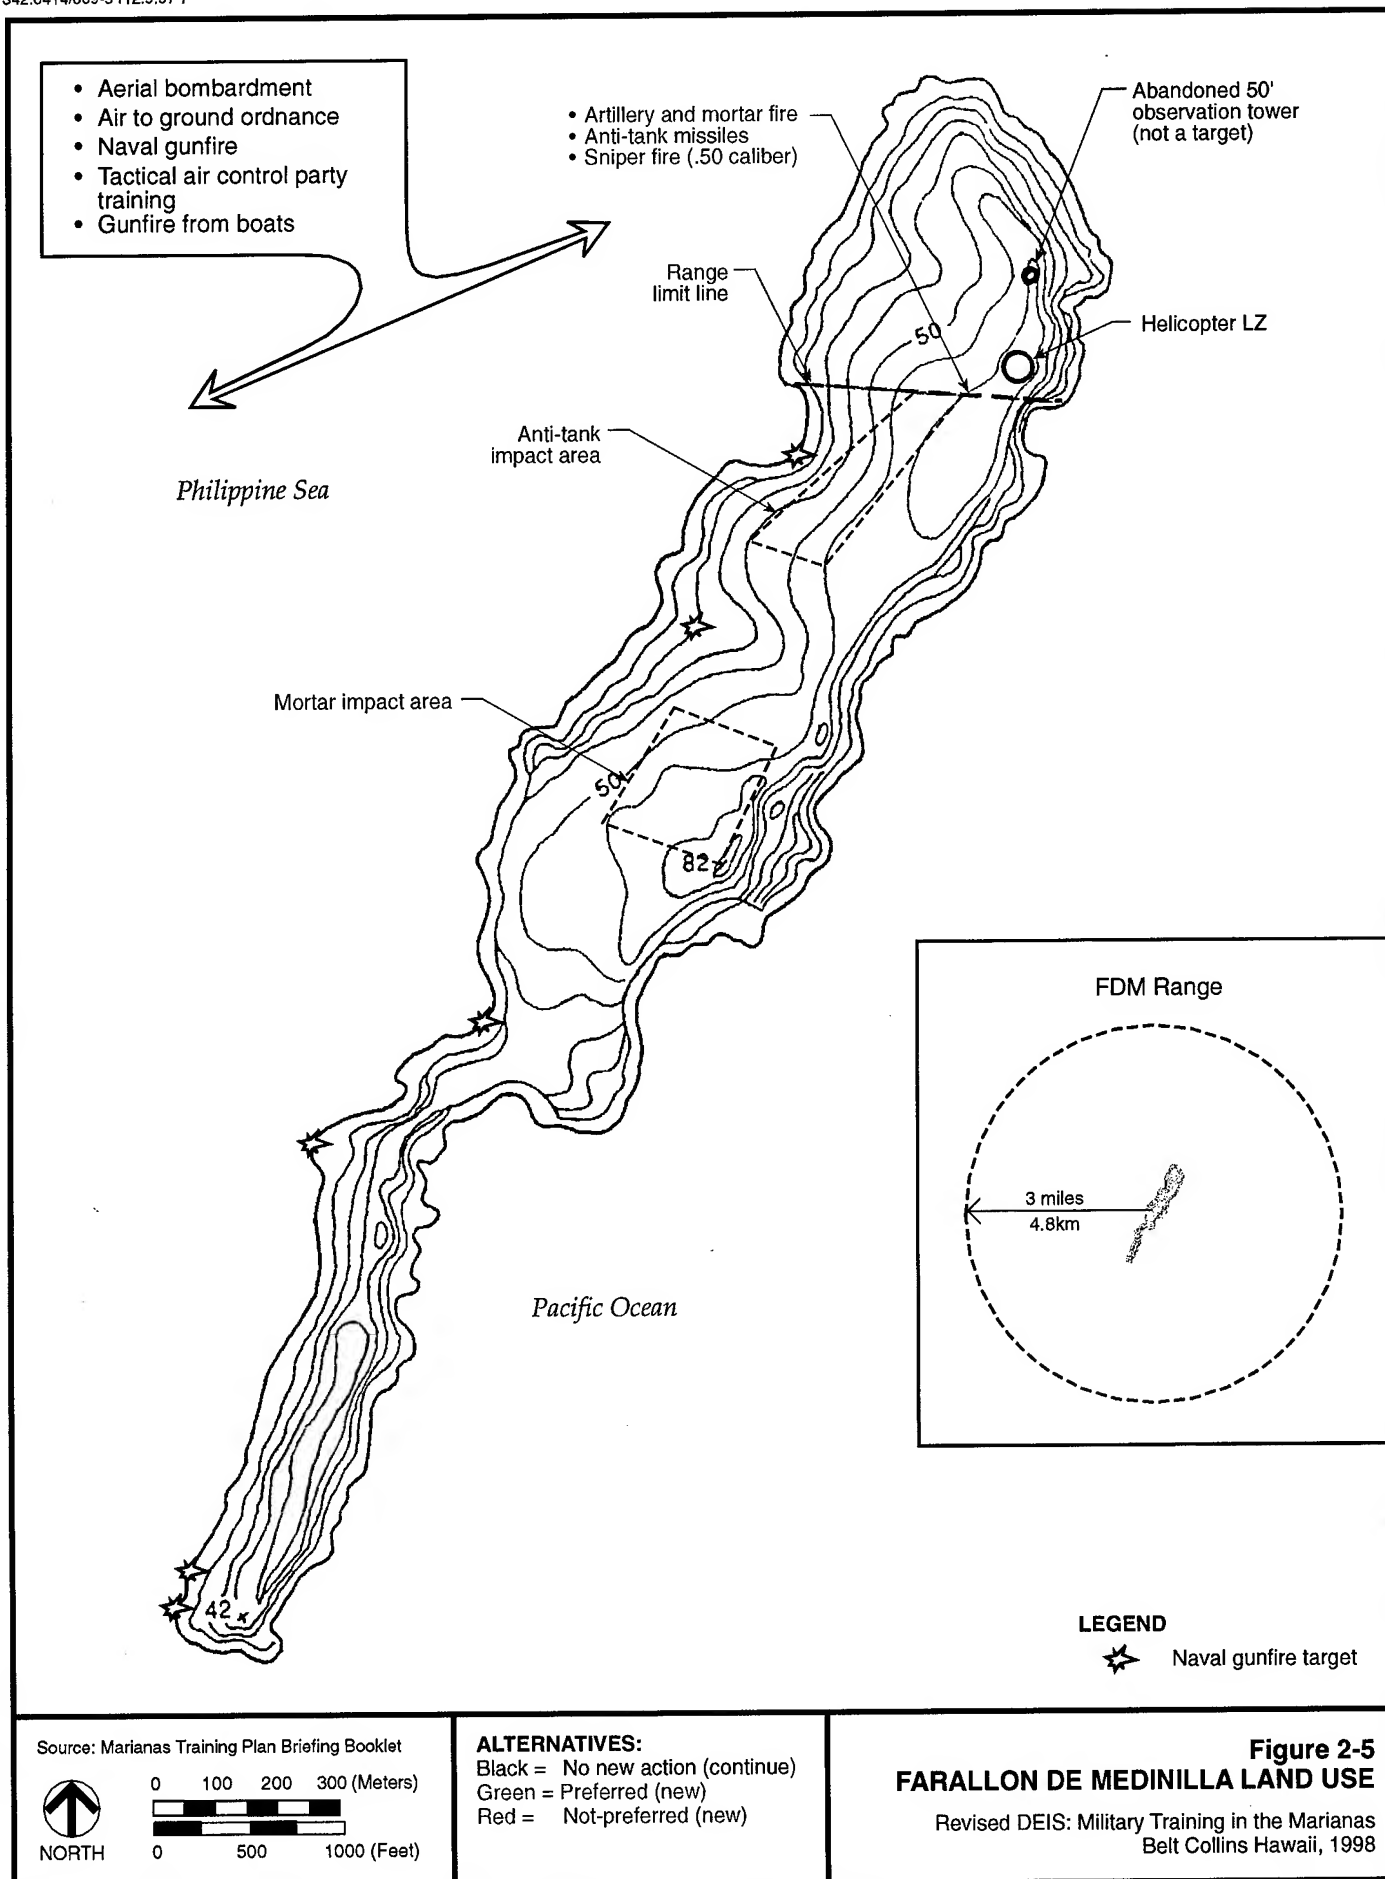 • Aerial bombardment
• Air to ground ordnance
• Naval gunfire
• Tactical air control party
training
• Gunfire from boats
• Artillery and mortar fire
• Anti-tank missiles
• Sniper fire (.50 caliber)
Abandoned 50'
observation tower
(not a target)
Range
limit line
50
Helicopter LZ
Anti-tank
impact area
Philippine Sea
Mortar impact area
50
82
FDM Range
3 miles
4.8km
Pacific Ocean
42 x
LEGEND
Naval gunfire target
Source: Marianas Training Plan Briefing Booklet
0 100 200 300 (Meters)
NORTH
0 500 1000 (Feet)
ALTERNATIVES:
Black = No new action (continue)
Green = Preferred (new)
Red = Not-preferred (new)
Figure 2-5
FARALLON DE MEDINILLA LAND USE
Revised DEIS: Military Training in the Marianas
Belt Collins Hawaii, 1998